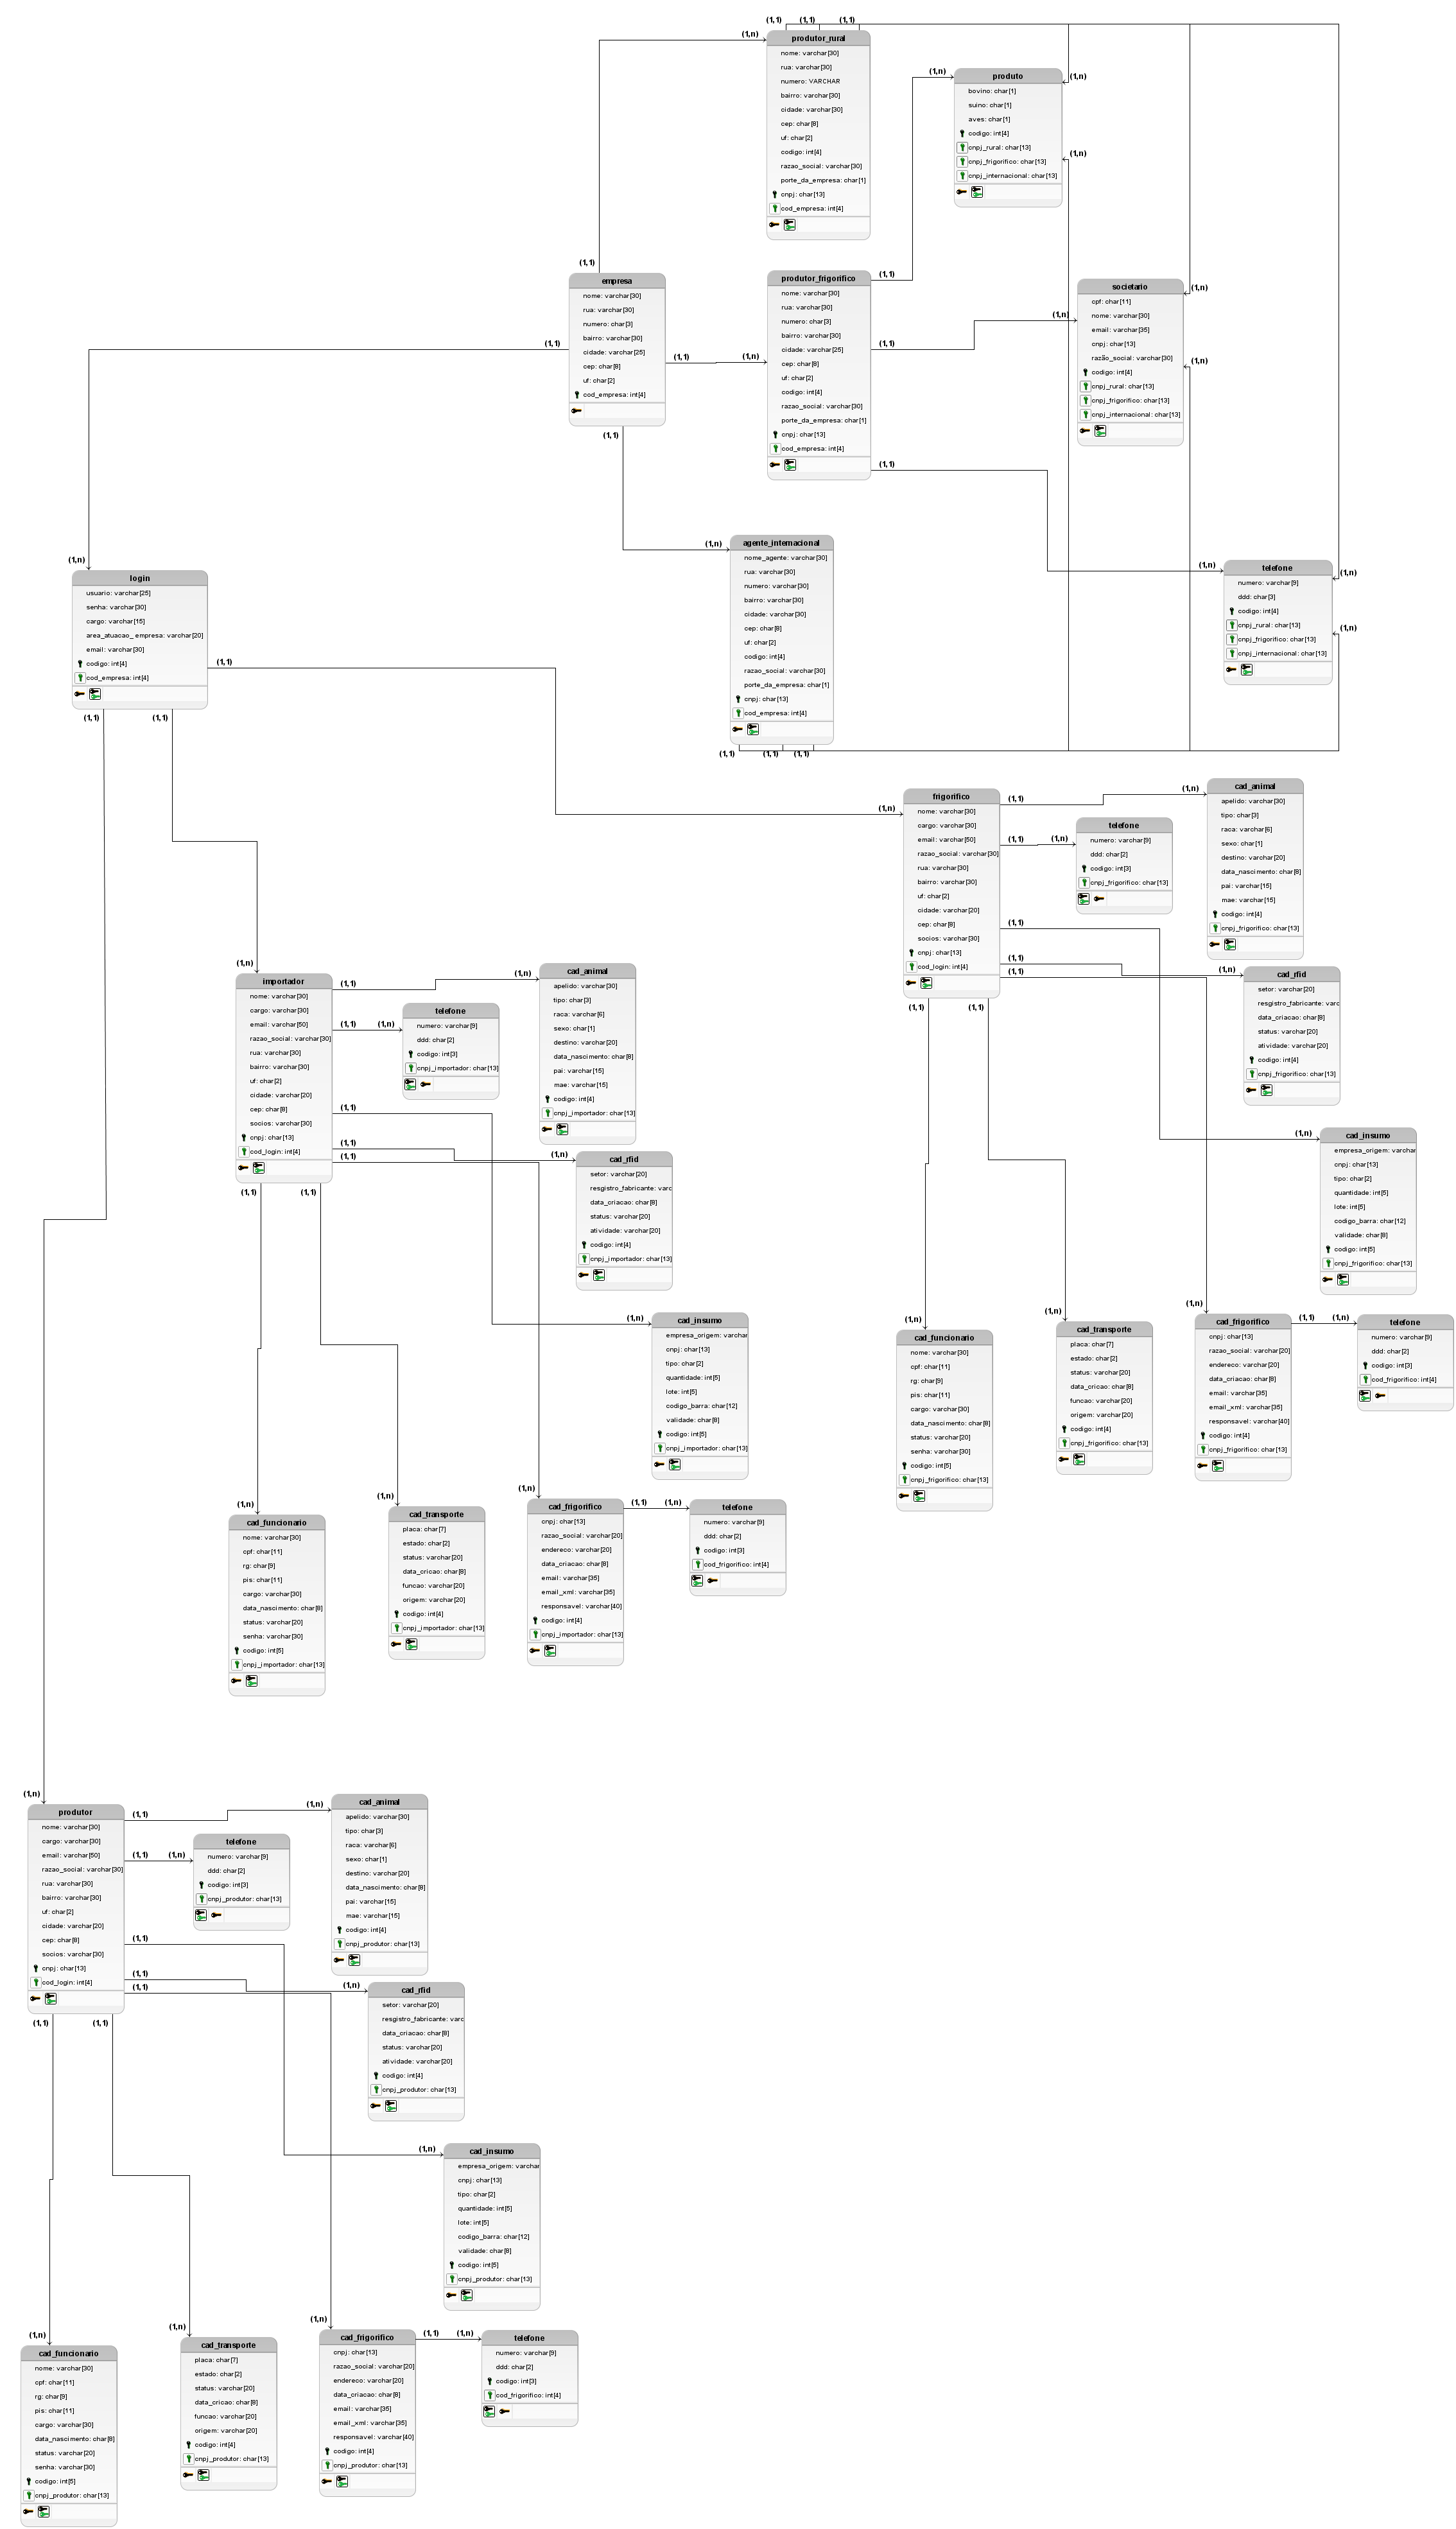 (1,1)
(1,1)
(1,1)
(1,n)
produtor_rural
nome: varchar[30]
rua: varchar[30]
numero: VARCHAR
bairro: varchar[30]
cidade: varchar[30]
cep: char[8]
uf: char[2]
codigo: int[4]
razao_social: varchar[30]
porte_da_empresa: char[1]
cnpj: char[13]
cod_empresa: int[4]
(1,n)
(1,n)
produto
bovino: char[1]
suino: char[1]
aves: char[1]
codigo: int[4]
cnpj_rural: char[13]
cnpj_frigorifico: char[13]
cnpj_internacional: char[13]
(1,n)
(1,1)
empresa
nome: varchar[30]
rua: varchar[30]
numero: char[3]
bairro: varchar[30]
cidade: varchar[25]
cep: char[8]
uf: char[2]
cod_empresa: int[4]
(1,1)
(1,1)
(1,n)
(1,1)
(1,1)
produtor_frigorifico
nome: varchar[30]
rua: varchar[30]
numero: char[3]
bairro: varchar[30]
cidade: varchar[25]
cep: char[8]
uf: char[2]
codigo: int[4]
razao_social: varchar[30]
porte_da_empresa: char[1]
cnpj: char[13]
cod_empresa: int[4]
(1,1)
(1,1)
(1,n)
(1,n)
(1,n)
societario
cpf: char[11]
nome: varchar[30]
email: varchar[35]
cnpj: char[13]
razão_social: varchar[30]
codigo: int[4]
cnpj_rural: char[13]
cnpj_frigorifico: char[13]
cnpj_internacional: char[13]
(1,n)
agente_internacional
nome_agente: varchar[30]
rua: varchar[30]
numero: varchar[30]
bairro: varchar[30]
cidade: varchar[30]
cep: char[8]
uf: char[2]
codigo: int[4]
razao_social: varchar[30]
porte_da_empresa: char[1]
cnpj: char[13]
cod_empresa: int[4]
(1,1)
(1,1)
(1,1)
(1,n)
(1,n)
(1,n)
telefone
numero: varchar[9]
ddd: char[3]
codigo: int[4]
cnpj_rural: char[13]
cnpj_frigorifico: char[13]
cnpj_internacional: char[13]
(1,n)
login
usuario: varchar[25]
senha: varchar[30]
cargo: varchar[15]
area_atuacao_ empresa: varchar[20]
email: varchar[30]
codigo: int[4]
cod_empresa: int[4]
(1,1)
(1,1)
(1,1)
(1,n)
frigorifico
nome: varchar[30]
cargo: varchar[30]
email: varchar[50]
razao_social: varchar[30]
rua: varchar[30]
bairro: varchar[30]
uf: char[2]
cidade: varchar[20]
cep: char[8]
socios: varchar[30]
cnpj: char[13]
cod_login: int[4]
(1,1)
(1,1)
(1,1)
(1,1)
(1,1)
(1,1)
(1,1)
(1,n)
cad_animal
apelido: varchar[30]
tipo: char[3]
raca: varchar[6]
sexo: char[1]
destino: varchar[20]
data_nascimento: char[8]
pai: varchar[15]
mae: varchar[15]
codigo: int[4]
cnpj_frigorifico: char[13]
(1,n)
telefone
numero: varchar[9]
ddd: char[2]
codigo: int[3]
cnpj_frigorifico: char[13]
(1,n)
cad_rfid
setor: varchar[20]
resgistro_fabricante: varc
data_criacao: char[8]
status: varchar[20]
atividade: varchar[20]
codigo: int[4]
cnpj_frigorifico: char[13]
(1,n)
cad_insumo
empresa_origem: varchar
cnpj: char[13]
tipo: char[2]
quantidade: int[5]
lote: int[5]
codigo_barra: char[12]
validade: char[8]
codigo: int[5]
cnpj_frigorifico: char[13]
(1,n)
cad_funcionario
nome: varchar[30]
cpf: char[11]
rg: char[9]
pis: char[11]
cargo: varchar[30]
data_nascimento: char[8]
status: varchar[20]
senha: varchar[30]
codigo: int[5]
cnpj_frigorifico: char[13]
(1,n)
cad_transporte
placa: char[7]
estado: char[2]
status: varchar[20]
data_cricao: char[8]
funcao: varchar[20]
origem: varchar[20]
codigo: int[4]
cnpj_frigorifico: char[13]
(1,n)
cad_frigorifico
cnpj: char[13]
razao_social: varchar[20]
endereco: varchar[20]
data_criacao: char[8]
email: varchar[35]
email_xml: varchar[35]
responsavel: varchar[40]
codigo: int[4]
cnpj_frigorifico: char[13]
(1,1)
(1,n)
telefone
numero: varchar[9]
ddd: char[2]
codigo: int[3]
cod_frigorifico: int[4]
(1,n)
importador
nome: varchar[30]
cargo: varchar[30]
email: varchar[50]
razao_social: varchar[30]
rua: varchar[30]
bairro: varchar[30]
uf: char[2]
cidade: varchar[20]
cep: char[8]
socios: varchar[30]
cnpj: char[13]
cod_login: int[4]
(1,1)
(1,1)
(1,1)
(1,1)
(1,1)
(1,1)
(1,1)
(1,n)
cad_animal
apelido: varchar[30]
tipo: char[3]
raca: varchar[6]
sexo: char[1]
destino: varchar[20]
data_nascimento: char[8]
pai: varchar[15]
mae: varchar[15]
codigo: int[4]
cnpj_importador: char[13]
(1,n)
telefone
numero: varchar[9]
ddd: char[2]
codigo: int[3]
cnpj_importador: char[13]
(1,n)
cad_rfid
setor: varchar[20]
resgistro_fabricante: varc
data_criacao: char[8]
status: varchar[20]
atividade: varchar[20]
codigo: int[4]
cnpj_importador: char[13]
(1,n)
cad_insumo
empresa_origem: varchar
cnpj: char[13]
tipo: char[2]
quantidade: int[5]
lote: int[5]
codigo_barra: char[12]
validade: char[8]
codigo: int[5]
cnpj_importador: char[13]
(1,n)
cad_funcionario
nome: varchar[30]
cpf: char[11]
rg: char[9]
pis: char[11]
cargo: varchar[30]
data_nascimento: char[8]
status: varchar[20]
senha: varchar[30]
codigo: int[5]
cnpj_importador: char[13]
(1,n)
cad_transporte
placa: char[7]
estado: char[2]
status: varchar[20]
data_cricao: char[8]
funcao: varchar[20]
origem: varchar[20]
codigo: int[4]
cnpj_importador: char[13]
(1,n)
cad_frigorifico
cnpj: char[13]
razao_social: varchar[20]
endereco: varchar[20]
data_criacao: char[8]
email: varchar[35]
email_xml: varchar[35]
responsavel: varchar[40]
codigo: int[4]
cnpj_importador: char[13]
(1,1)
(1,n)
telefone
numero: varchar[9]
ddd: char[2]
codigo: int[3]
cod_frigorifico: int[4]
(1,n)
produtor
nome: varchar[30]
cargo: varchar[30]
email: varchar[50]
razao_social: varchar[30]
rua: varchar[30]
bairro: varchar[30]
uf: char[2]
cidade: varchar[20]
cep: char[8]
socios: varchar[30]
cnpj: char[13]
cod_login: int[4]
(1,1)
(1,1)
(1,1)
(1,1)
(1,1)
(1,1)
(1,1)
(1,n)
cad_animal
apelido: varchar[30]
tipo: char[3]
raca: varchar[6]
sexo: char[1]
destino: varchar[20]
data_nascimento: char[8]
pai: varchar[15]
mae: varchar[15]
codigo: int[4]
cnpj_produtor: char[13]
(1,n)
telefone
numero: varchar[9]
ddd: char[2]
codigo: int[3]
cnpj_produtor: char[13]
(1,n)
cad_rfid
setor: varchar[20]
resgistro_fabricante: varc
data_criacao: char[8]
status: varchar[20]
atividade: varchar[20]
codigo: int[4]
cnpj_produtor: char[13]
(1,n)
cad_insumo
empresa_origem: varchar
cnpj: char[13]
tipo: char[2]
quantidade: int[5]
lote: int[5]
codigo_barra: char[12]
validade: char[8]
codigo: int[5]
cnpj_produtor: char[13]
(1,n)
cad_funcionario
nome: varchar[30]
cpf: char[11]
rg: char[9]
pis: char[11]
cargo: varchar[30]
data_nascimento: char[8]
status: varchar[20]
senha: varchar[30]
codigo: int[5]
cnpj_produtor: char[13]
(1,n)
cad_transporte
placa: char[7]
estado: char[2]
status: varchar[20]
data_cricao: char[8]
funcao: varchar[20]
origem: varchar[20]
codigo: int[4]
cnpj_produtor: char[13]
(1,n)
cad_frigorifico
cnpj: char[13]
razao_social: varchar[20]
endereco: varchar[20]
data_criacao: char[8]
email: varchar[35]
email_xml: varchar[35]
responsavel: varchar[40]
codigo: int[4]
cnpj_produtor: char[13]
(1,1)
(1,n)
telefone
numero: varchar[9]
ddd: char[2]
codigo: int[3]
cod_frigorifico: int[4]